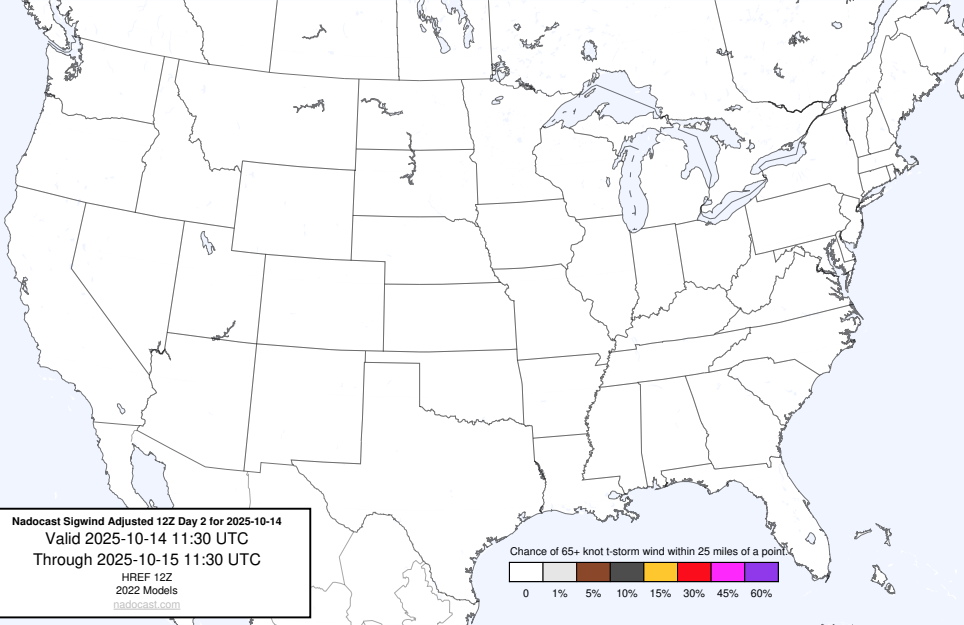 Nadocast Sigwind Adjusted 12Z Day 2 for 2025-10-14
Valid 2025-10-14 11:30 UTC
Through 2025-10-15 11:30 UTC
HREF 12Z
2022 Models
nadocast.com
Chance of 65+ knot t-storm wind within 25 miles of a point.
0 1% 5% 10% 15% 30% 45% 60%